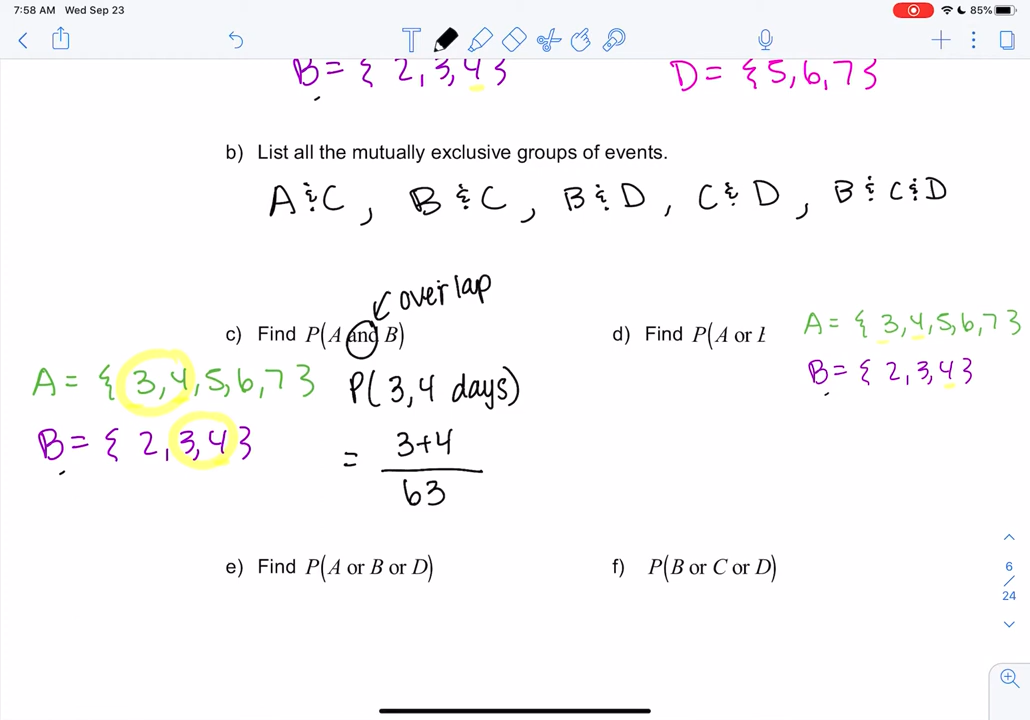 7:58 AM Wed Sep 23
85%
B = { 2, 3, 4 }
D = {5, 6, 7}
b) List all the mutually exclusive groups of events.
A & C , B & C , B & D , C & D , B & C & D
overlap
c) Find P(A and B)
d) Find P(A or
A = { 3, 4, 5, 6, 7 }
B = { 2, 3, 4 }
A = { 3, 4, 5, 6, 7 }
P( 3, 4 days)
B = { 2, 3, 4 }
= 3+4
63
e) Find P(A or B or D)
f) P(B or C or D)
6
/
24